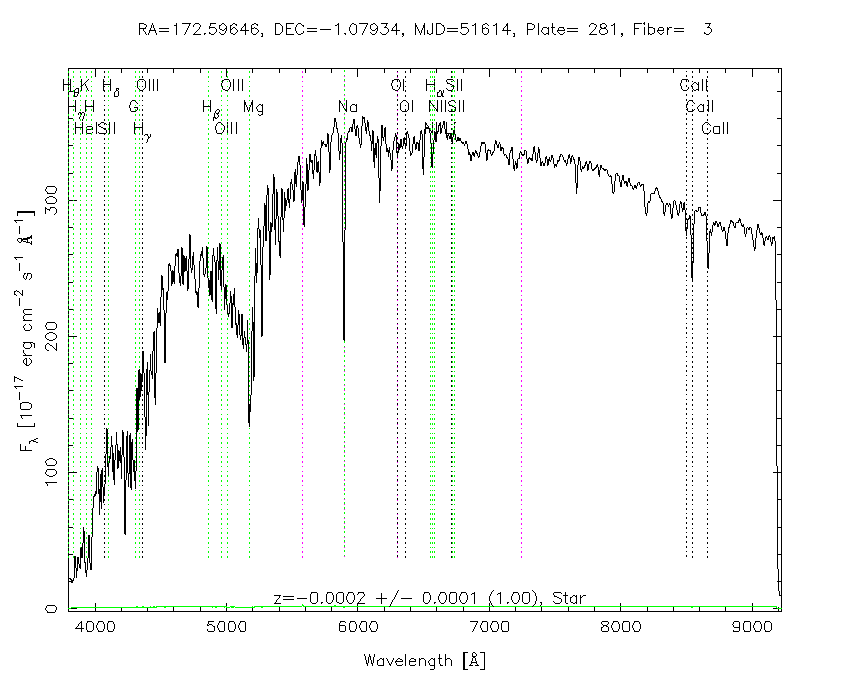 RA=172.59646, DEC=−1.07934, MJD=51614, Plate= 281, Fiber= 3
HθK Hδ OIII OIII OI Hα SII CaII
Hη H G Hβ Mg Na OI NII SII CaII
HeI SII Hγ OIII CaII
300
200
100
0
Fλ [10−17 erg cm−2 s−1 Å−1]
z=−0.0002 +/− 0.0001 (1.00), Star
4000 5000 6000 7000 8000 9000
Wavelength [Å]